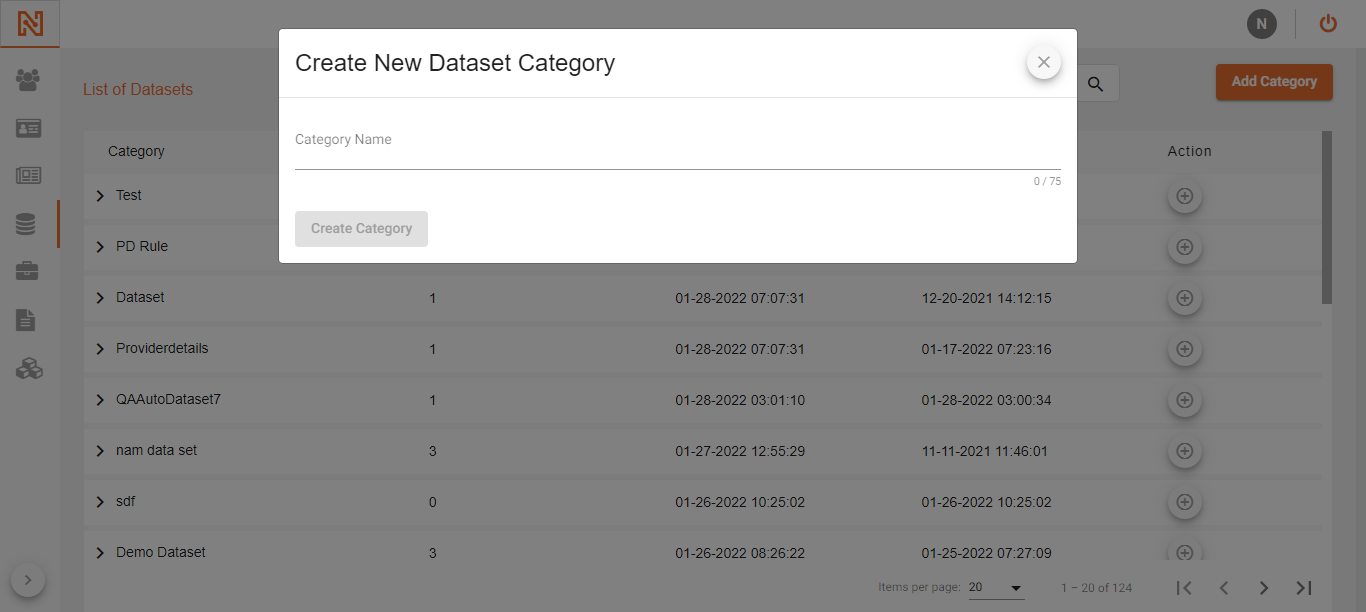 N
Create New Dataset Category
List of Datasets
Add Category
Category Name
Category
Action
0 / 75
Test
Create Category
PD Rule
Dataset 1 01-28-2022 07:07:31 12-20-2021 14:12:15
Providerdetails 1 01-28-2022 07:07:31 01-17-2022 07:23:16
QAAutoDataset7 1 01-28-2022 03:01:10 01-28-2022 03:00:34
nam data set 3 01-27-2022 12:55:29 11-11-2021 11:46:01
sdf 0 01-26-2022 10:25:02 01-26-2022 10:25:02
Demo Dataset 3 01-26-2022 08:26:22 01-25-2022 07:27:09
Items per page: 20 1 – 20 of 124